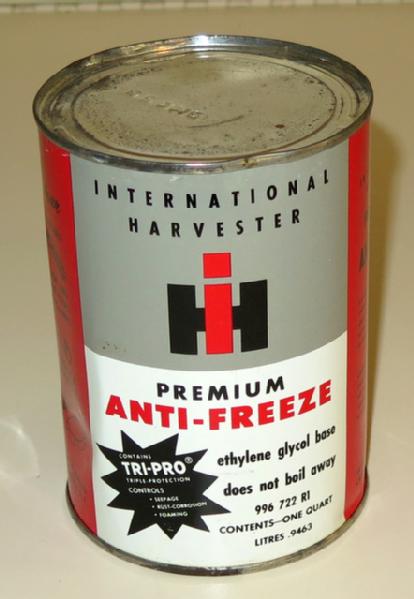 INTERNATIONAL
HARVESTER
IH
PREMIUM
ANTI-FREEZE
CONTAINS
TRI-PRO®
TRIPLE-PROTECTION
CONTROLS
• SEEPAGE
• RUST-CORROSION
• FOAMING
ethylene glycol base
does not boil away
996 722 R1
CONTENTS—ONE QUART
LITRES .9463